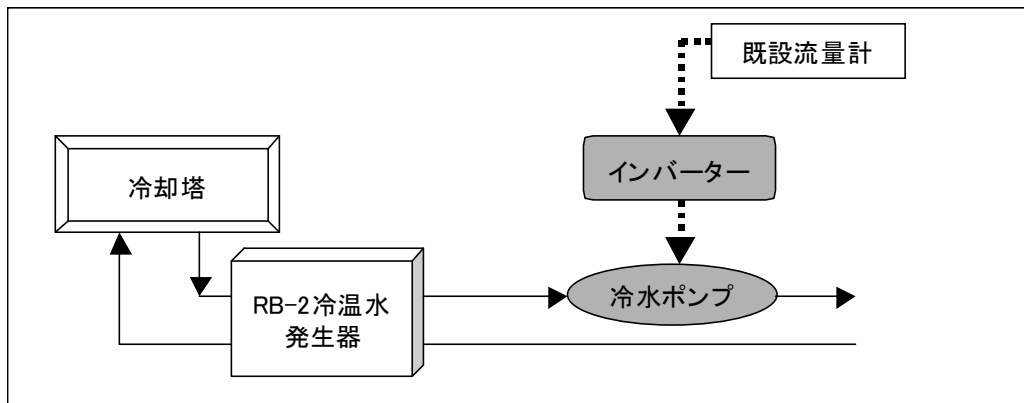 既設流量計
インバーター
冷却塔
冷水ポンプ
RB-2冷温水
発生器